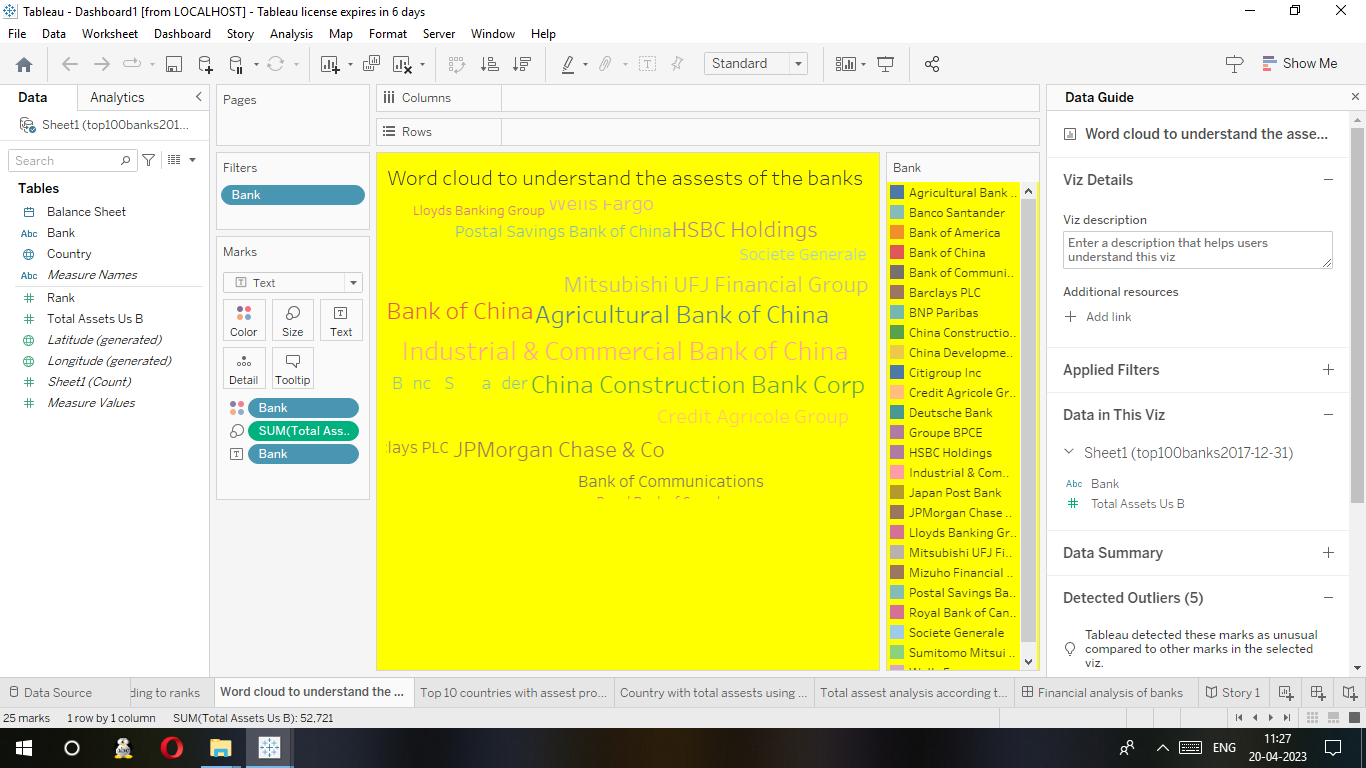 Tableau - Dashboard1 [from LOCALHOST] - Tableau license expires in 6 days
File Data Worksheet Dashboard Story Analysis Map Format Server Window Help
Standard
Show Me
Data Analytics
Sheet1 (top100banks201...
Search
Tables
Balance Sheet
Abc Bank
Country
Abc Measure Names
Rank
Total Assets Us B
Latitude (generated)
Longitude (generated)
Sheet1 (Count)
Measure Values
Pages
Filters
Bank
Marks
Text
Color Size Text
Detail Tooltip
Bank
SUM(Total Ass..
Bank
Columns
Rows
Word cloud to understand the assests of the banks
Lloyds Banking Group Wells Fargo
Postal Savings Bank of China HSBC Holdings
Societe Generale
Mitsubishi UFJ Financial Group
Bank of China Agricultural Bank of China
Industrial & Commercial Bank of China
B nc S a der China Construction Bank Corp
Credit Agricole Group
lays PLC JPMorgan Chase & Co
Bank of Communications
Bank
Agricultural Bank ..
Banco Santander
Bank of America
Bank of China
Bank of Communi..
Barclays PLC
BNP Paribas
China Constructio..
China Developme..
Citigroup Inc
Credit Agricole Gr..
Deutsche Bank
Groupe BPCE
HSBC Holdings
Industrial & Com..
Japan Post Bank
JPMorgan Chase ..
Lloyds Banking Gr..
Mitsubishi UFJ Fi..
Mizuho Financial ..
Postal Savings Ba..
Royal Bank of Can..
Societe Generale
Sumitomo Mitsui ..
Data Guide
Word cloud to understand the asse...
Viz Details
Viz description
Enter a description that helps users
understand this viz
Additional resources
Add link
Applied Filters
Data in This Viz
Sheet1 (top100banks2017-12-31)
Abc Bank
Total Assets Us B
Data Summary
Detected Outliers (5)
Tableau detected these marks as unusual
compared to other marks in the selected
viz.
Data Source ding to ranks Word cloud to understand the ... Top 10 countries with assest pro... Country with total assests using ... Total assest analysis according t... Financial analysis of banks Story 1
25 marks 1 row by 1 column SUM(Total Assets Us B): 52.721
ENG
11:27
20-04-2023